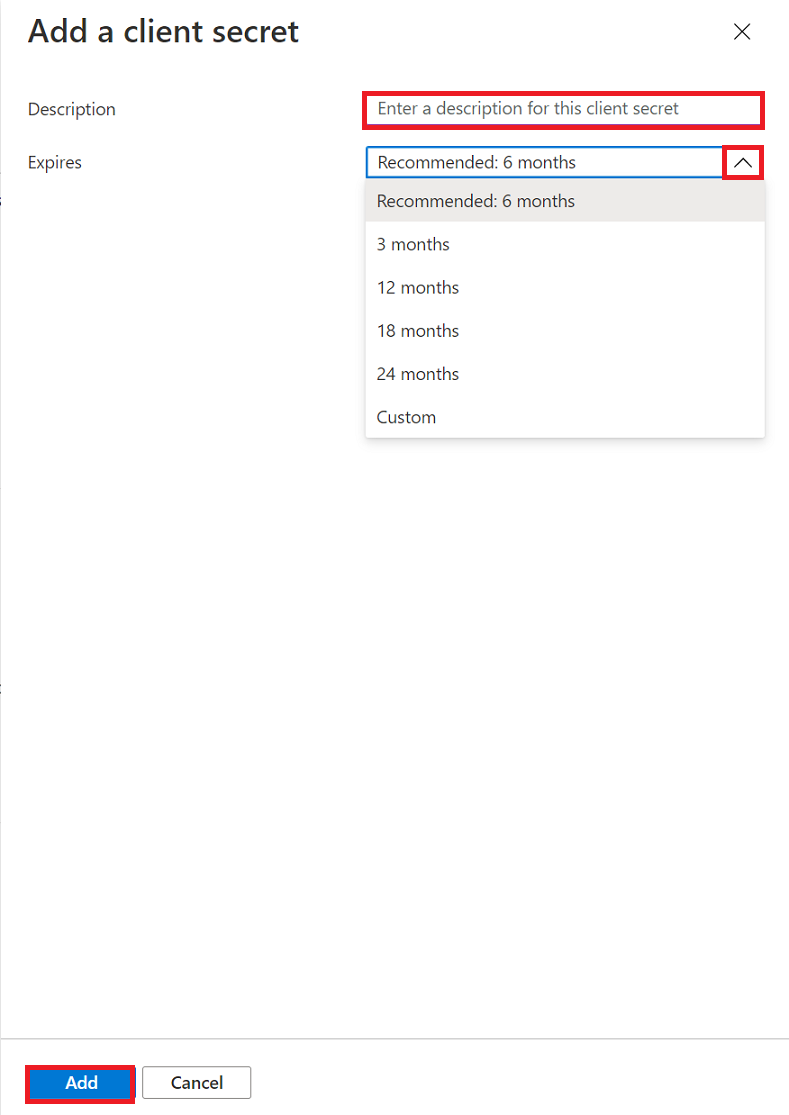 Add a client secret
Description
Enter a description for this client secret
Expires
Recommended: 6 months
Recommended: 6 months
3 months
12 months
18 months
24 months
Custom
Add
Cancel